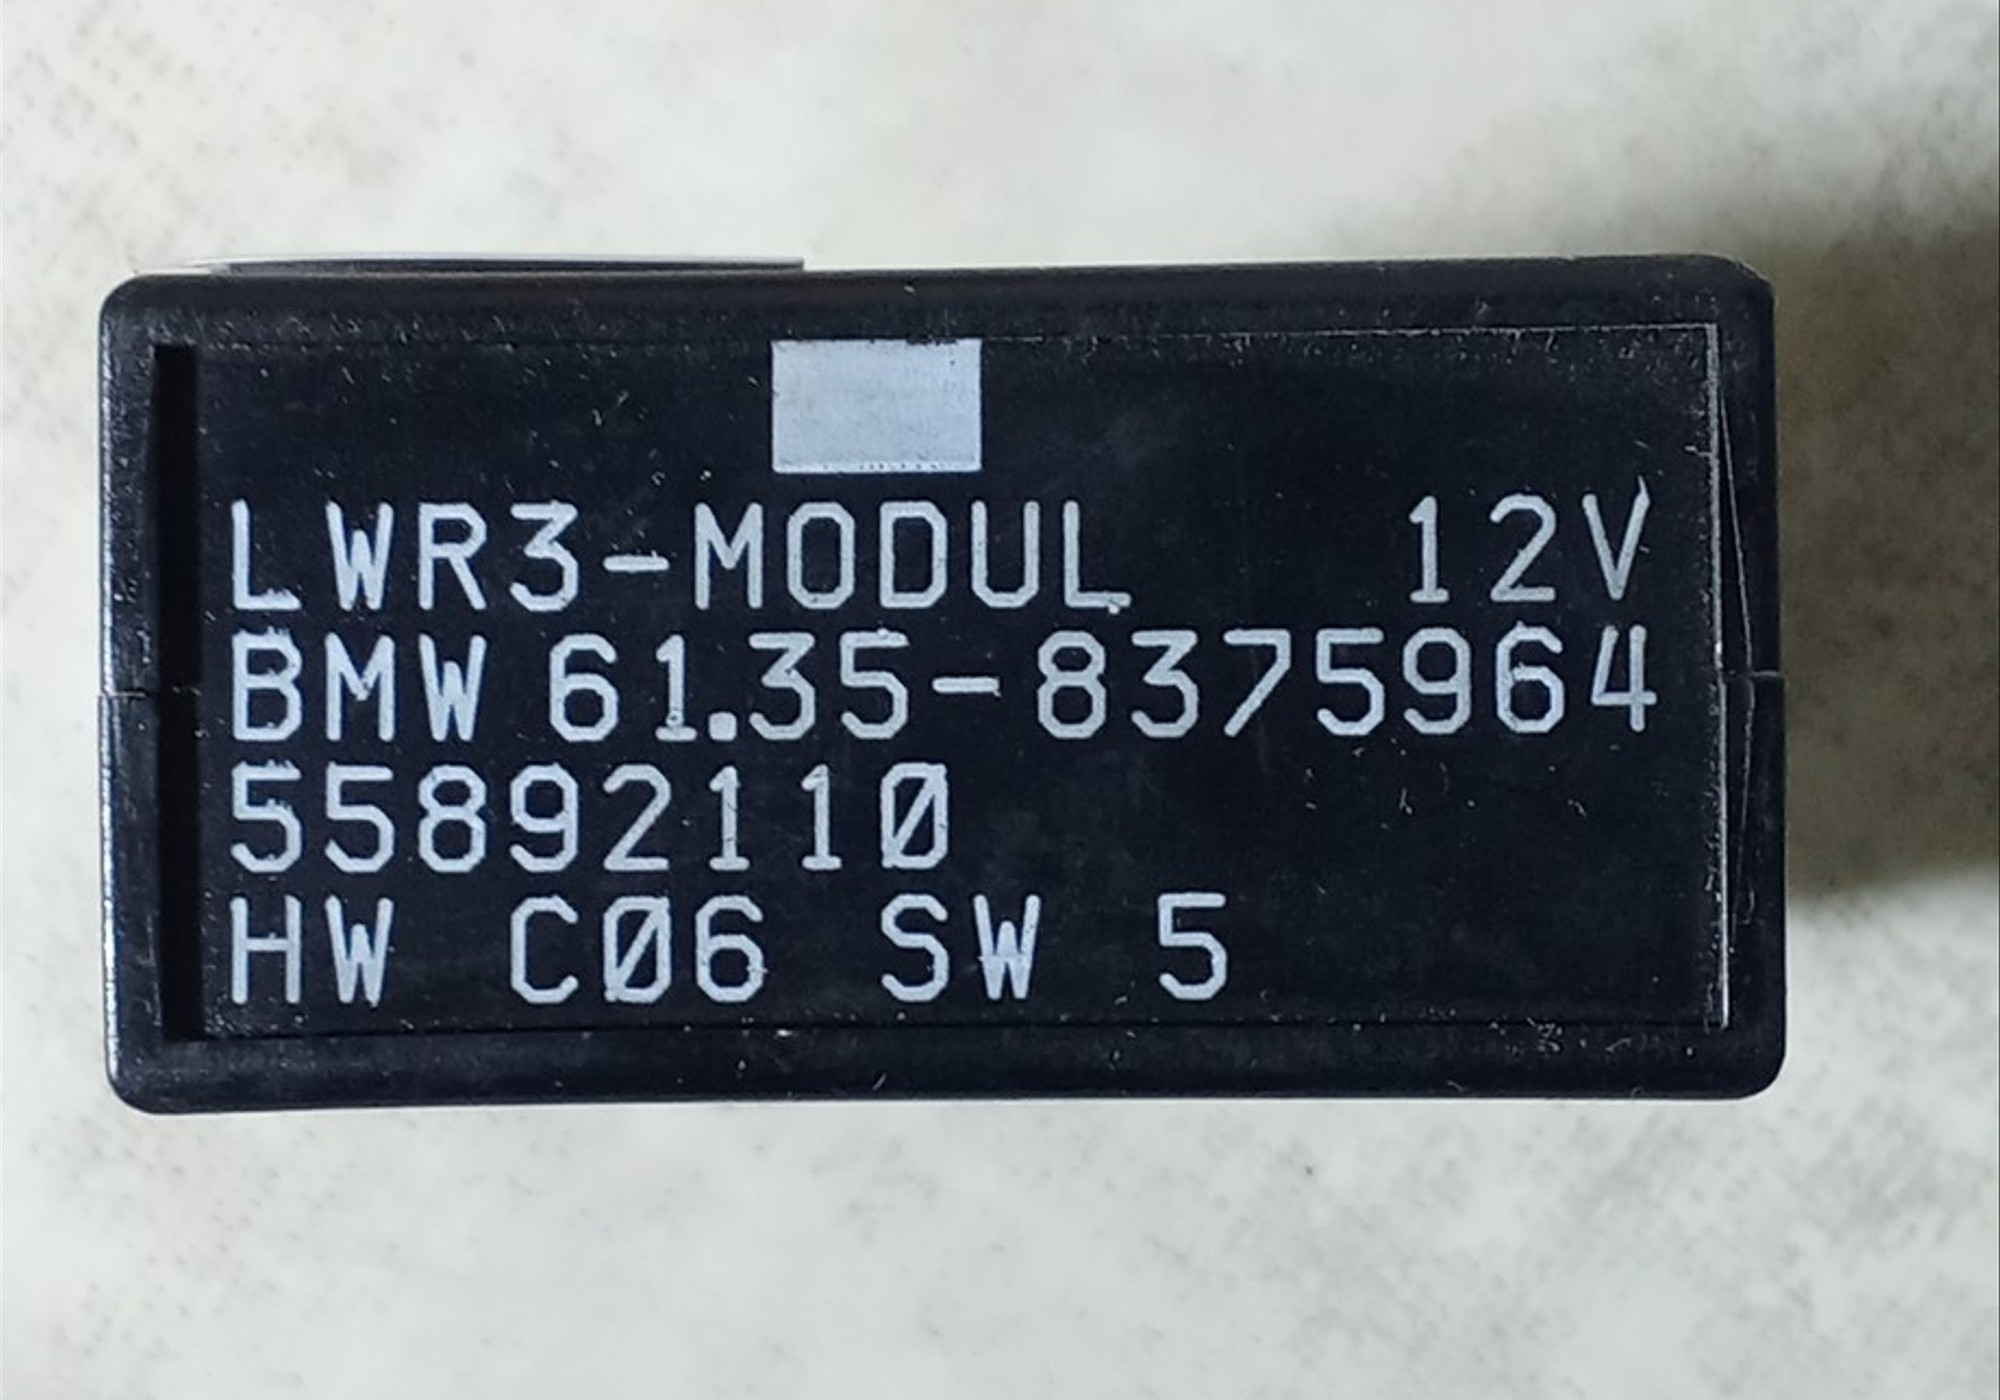 LWR3-MODUL 12V
BMW 61.35-8375964
55892110
HW C06 SW 5